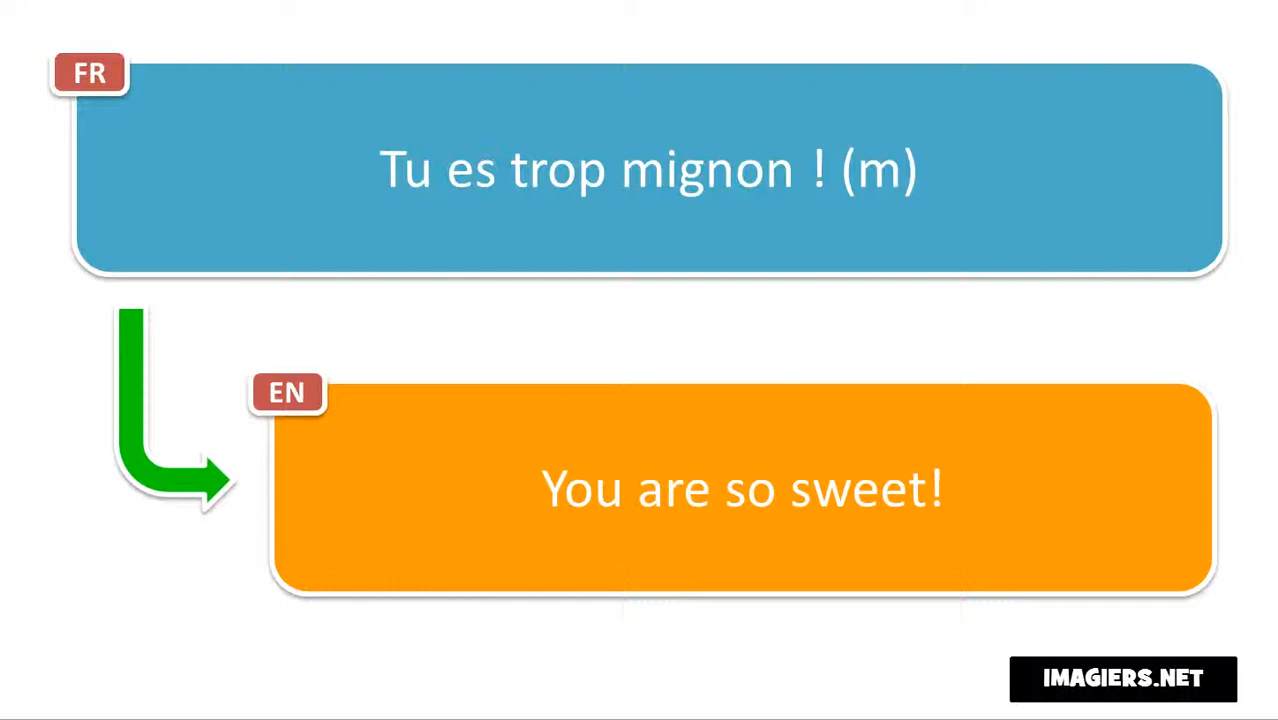 FR
Tu es trop mignon ! (m)
EN
You are so sweet!
IMAGIERS.NET